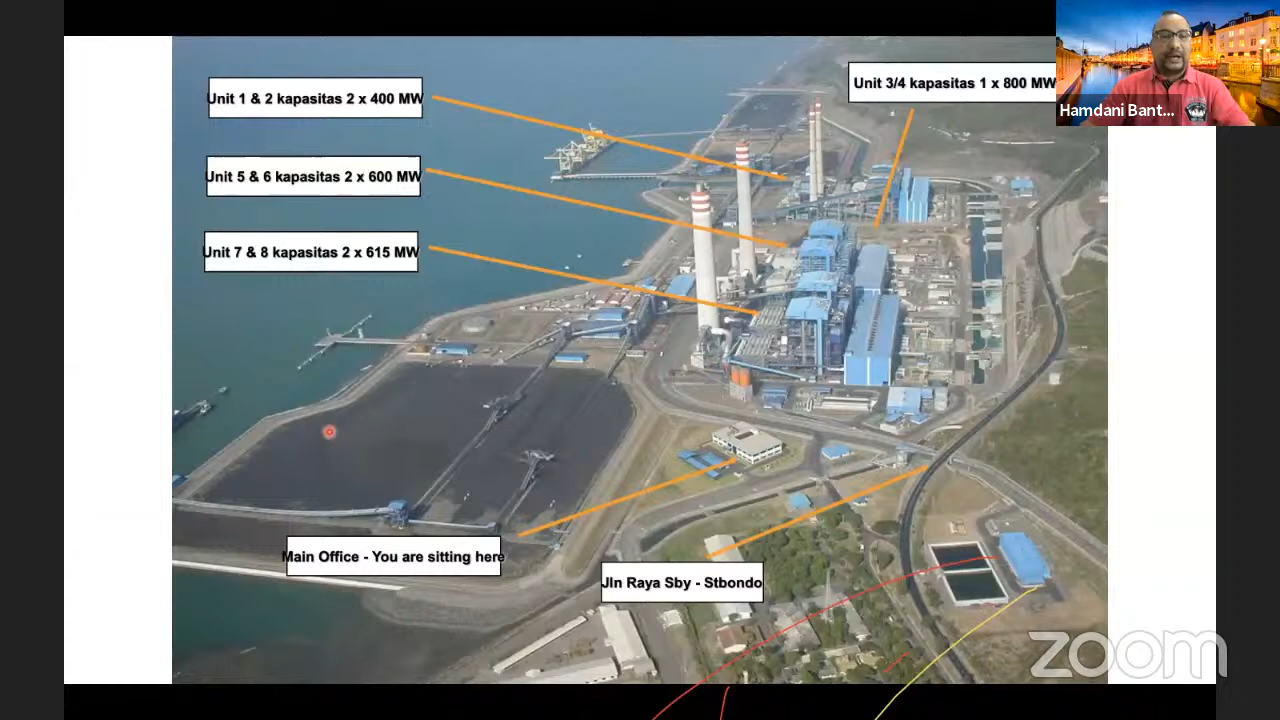 Unit 1 & 2 kapasitas 2 x 400 MW
Unit 3/4 kapasitas 1 x 800 MW
Hamdani Bant...
Unit 5 & 6 kapasitas 2 x 600 MW
Unit 7 & 8 kapasitas 2 x 615 MW
Main Office - You are sitting here
Jln Raya Sby - Stbondo
zoom